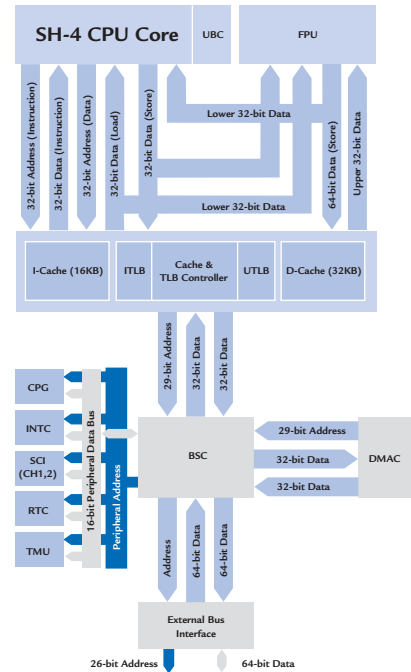 SH-4 CPU Core
UBC
FPU
32-bit Address (Instruction)
32-bit Data (Instruction)
32-bit Address (Data)
32-bit Data (Load)
32-bit Data (Store)
Lower 32-bit Data
Lower 32-bit Data
64-bit Data (Store)
Upper 32-bit Data
I-Cache (16KB)
ITLB
Cache &
TLB Controller
UTLB
D-Cache (32KB)
29-bit Address
32-bit Data
32-bit Data
CPG
INTC
SCI
(CH1,2)
RTC
TMU
16-bit Peripheral Data Bus
Peripheral Address
BSC
29-bit Address
32-bit Data
32-bit Data
DMAC
Address
64-bit Data
64-bit Data
External Bus
Interface
26-bit Address
64-bit Data